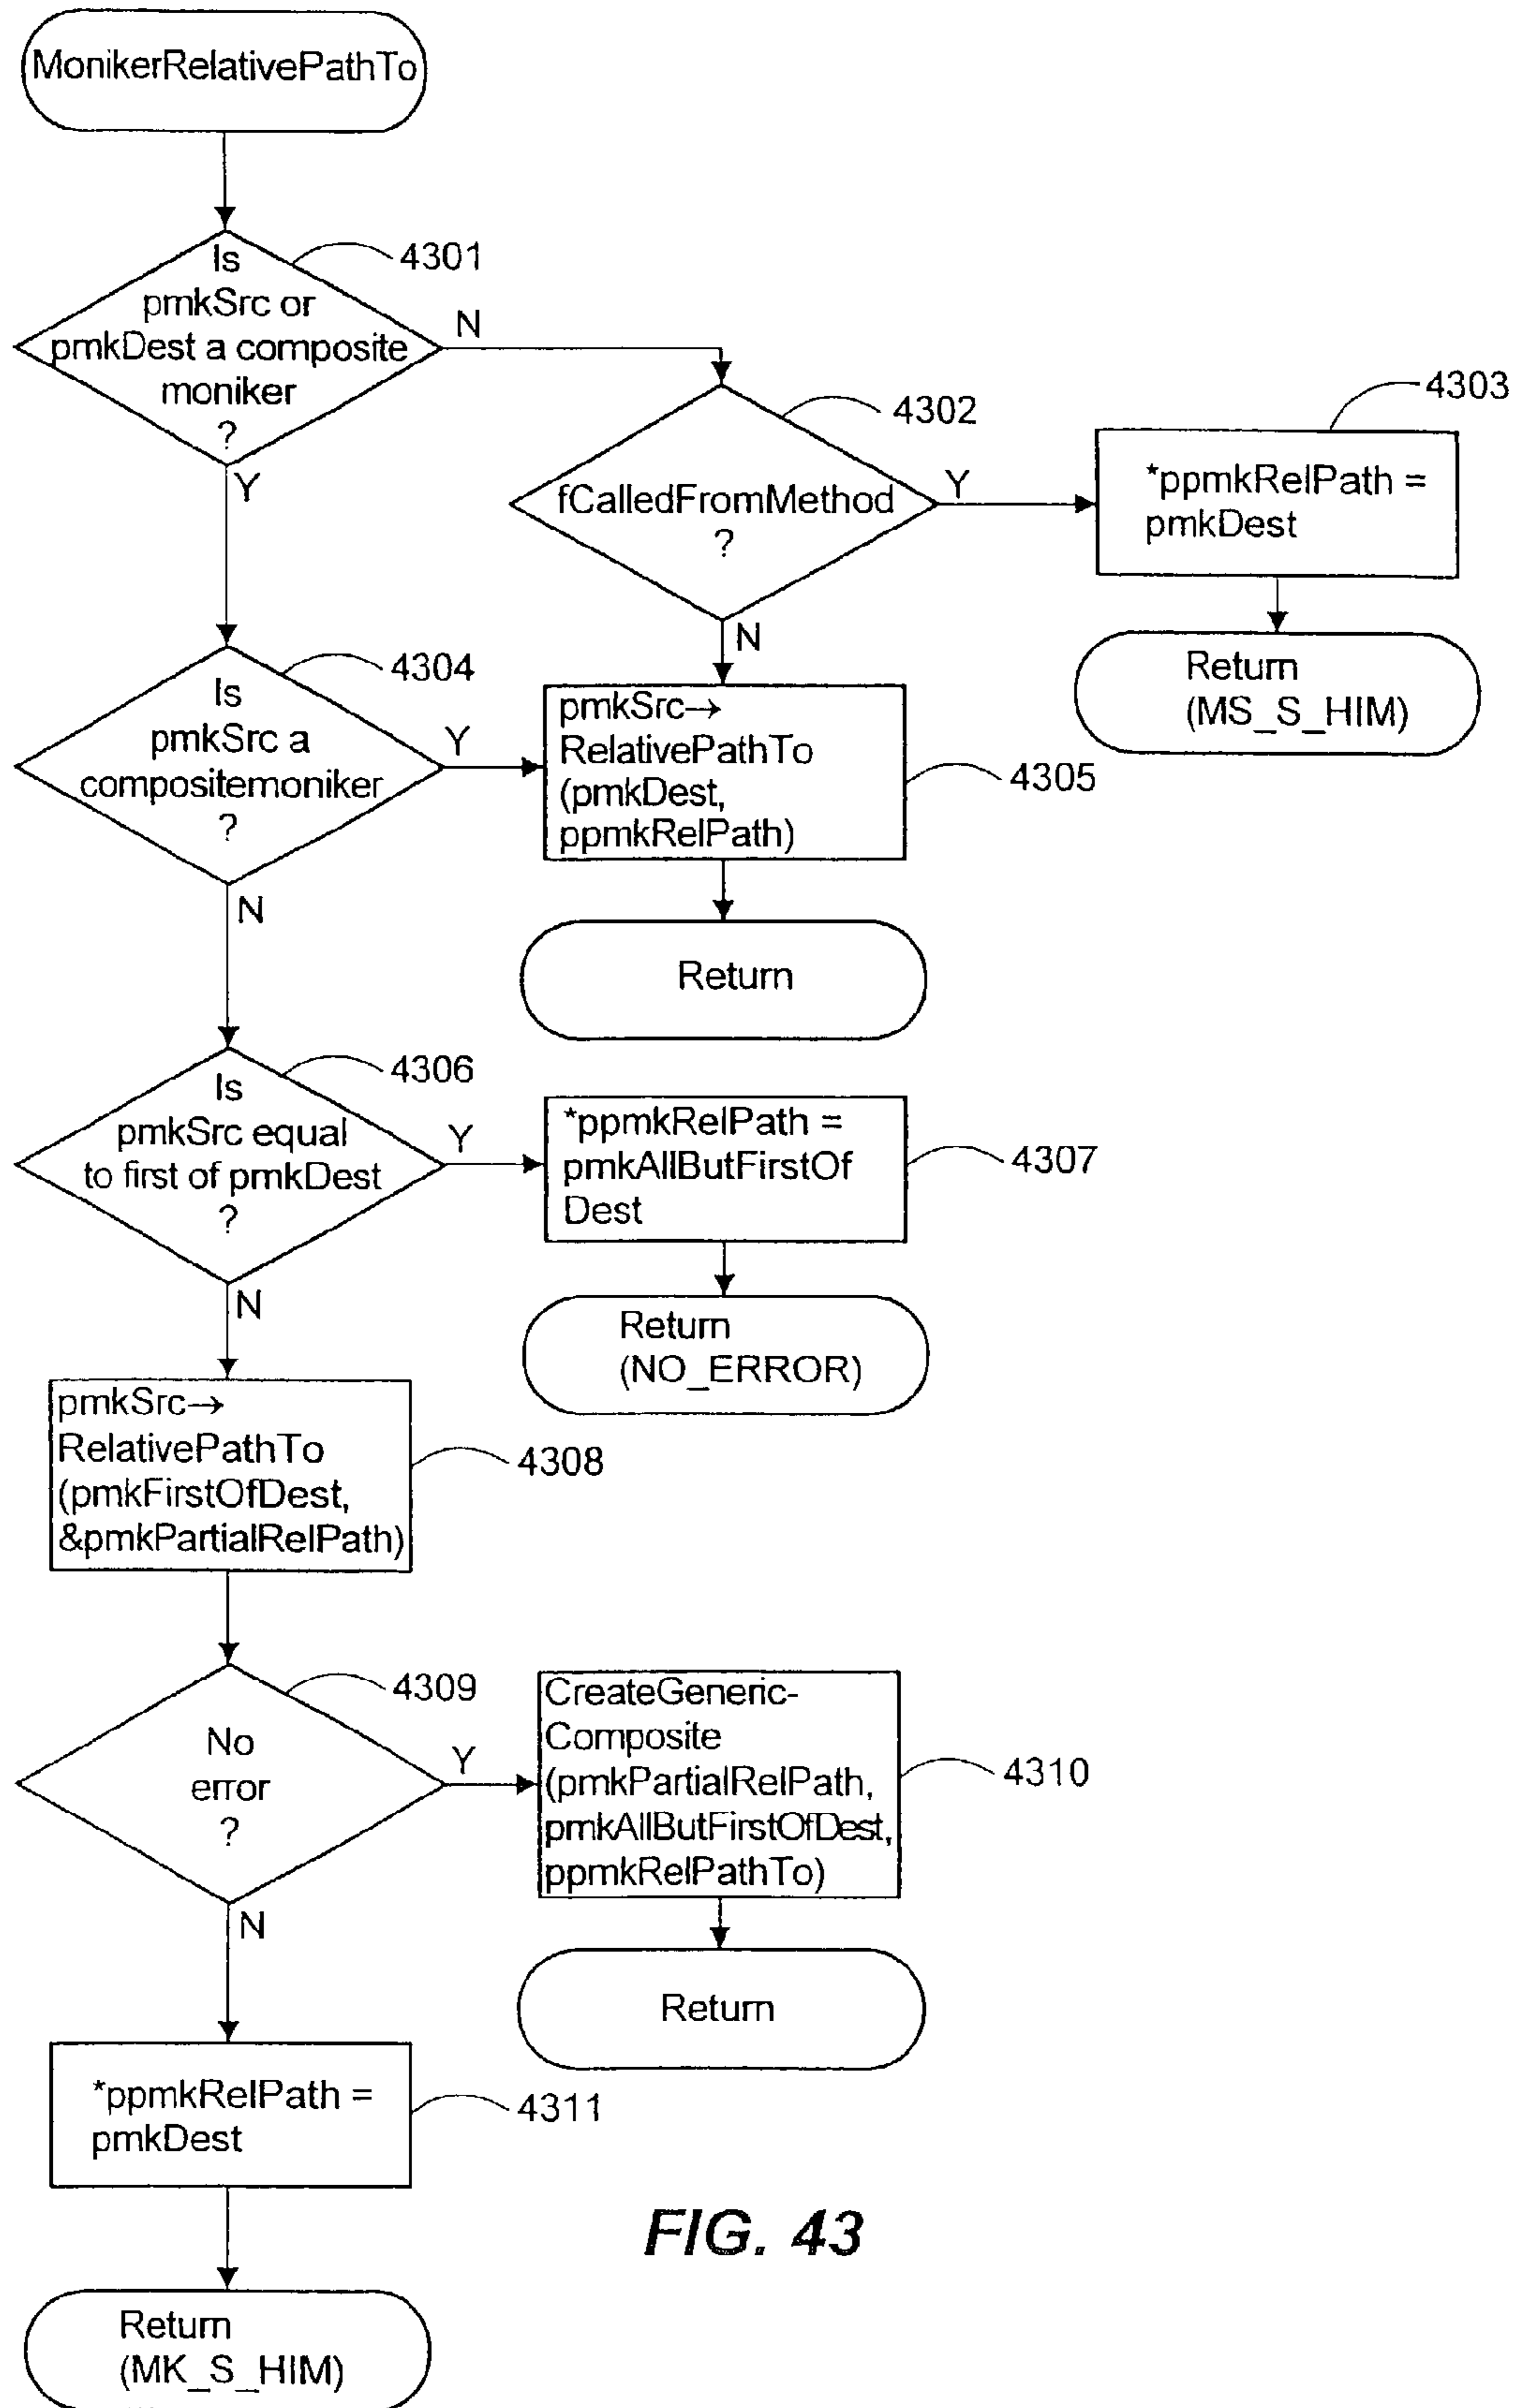 MonikerRelativePathTo
4301
Is
pmkSrc or
pmkDest a composite
moniker
?
N
Y
4302
fCalledFromMethod
?
Y
N
4303
*ppmkRelPath =
pmkDest
Return
(MS_S_HIM)
4304
Is
pmkSrc a
compositemoniker
?
Y
N
pmkSrc→
RelativePathTo
(pmkDest,
ppmkRelPath)
4305
Return
4306
Is
pmkSrc equal
to first of pmkDest
?
Y
N
*ppmkRelPath =
pmkAllButFirstOf
Dest
4307
Return
(NO_ERROR)
pmkSrc→
RelativePathTo
(pmkFirstOfDest,
&pmkPartialRelPath)
4308
4309
No
error
?
Y
N
CreateGeneric-
Composite
(pmkPartialRelPath,
pmkAllButFirstOfDest,
ppmkRelPathTo)
4310
Return
*ppmkRelPath =
pmkDest
4311
Return
(MK_S_HIM)
FIG. 43